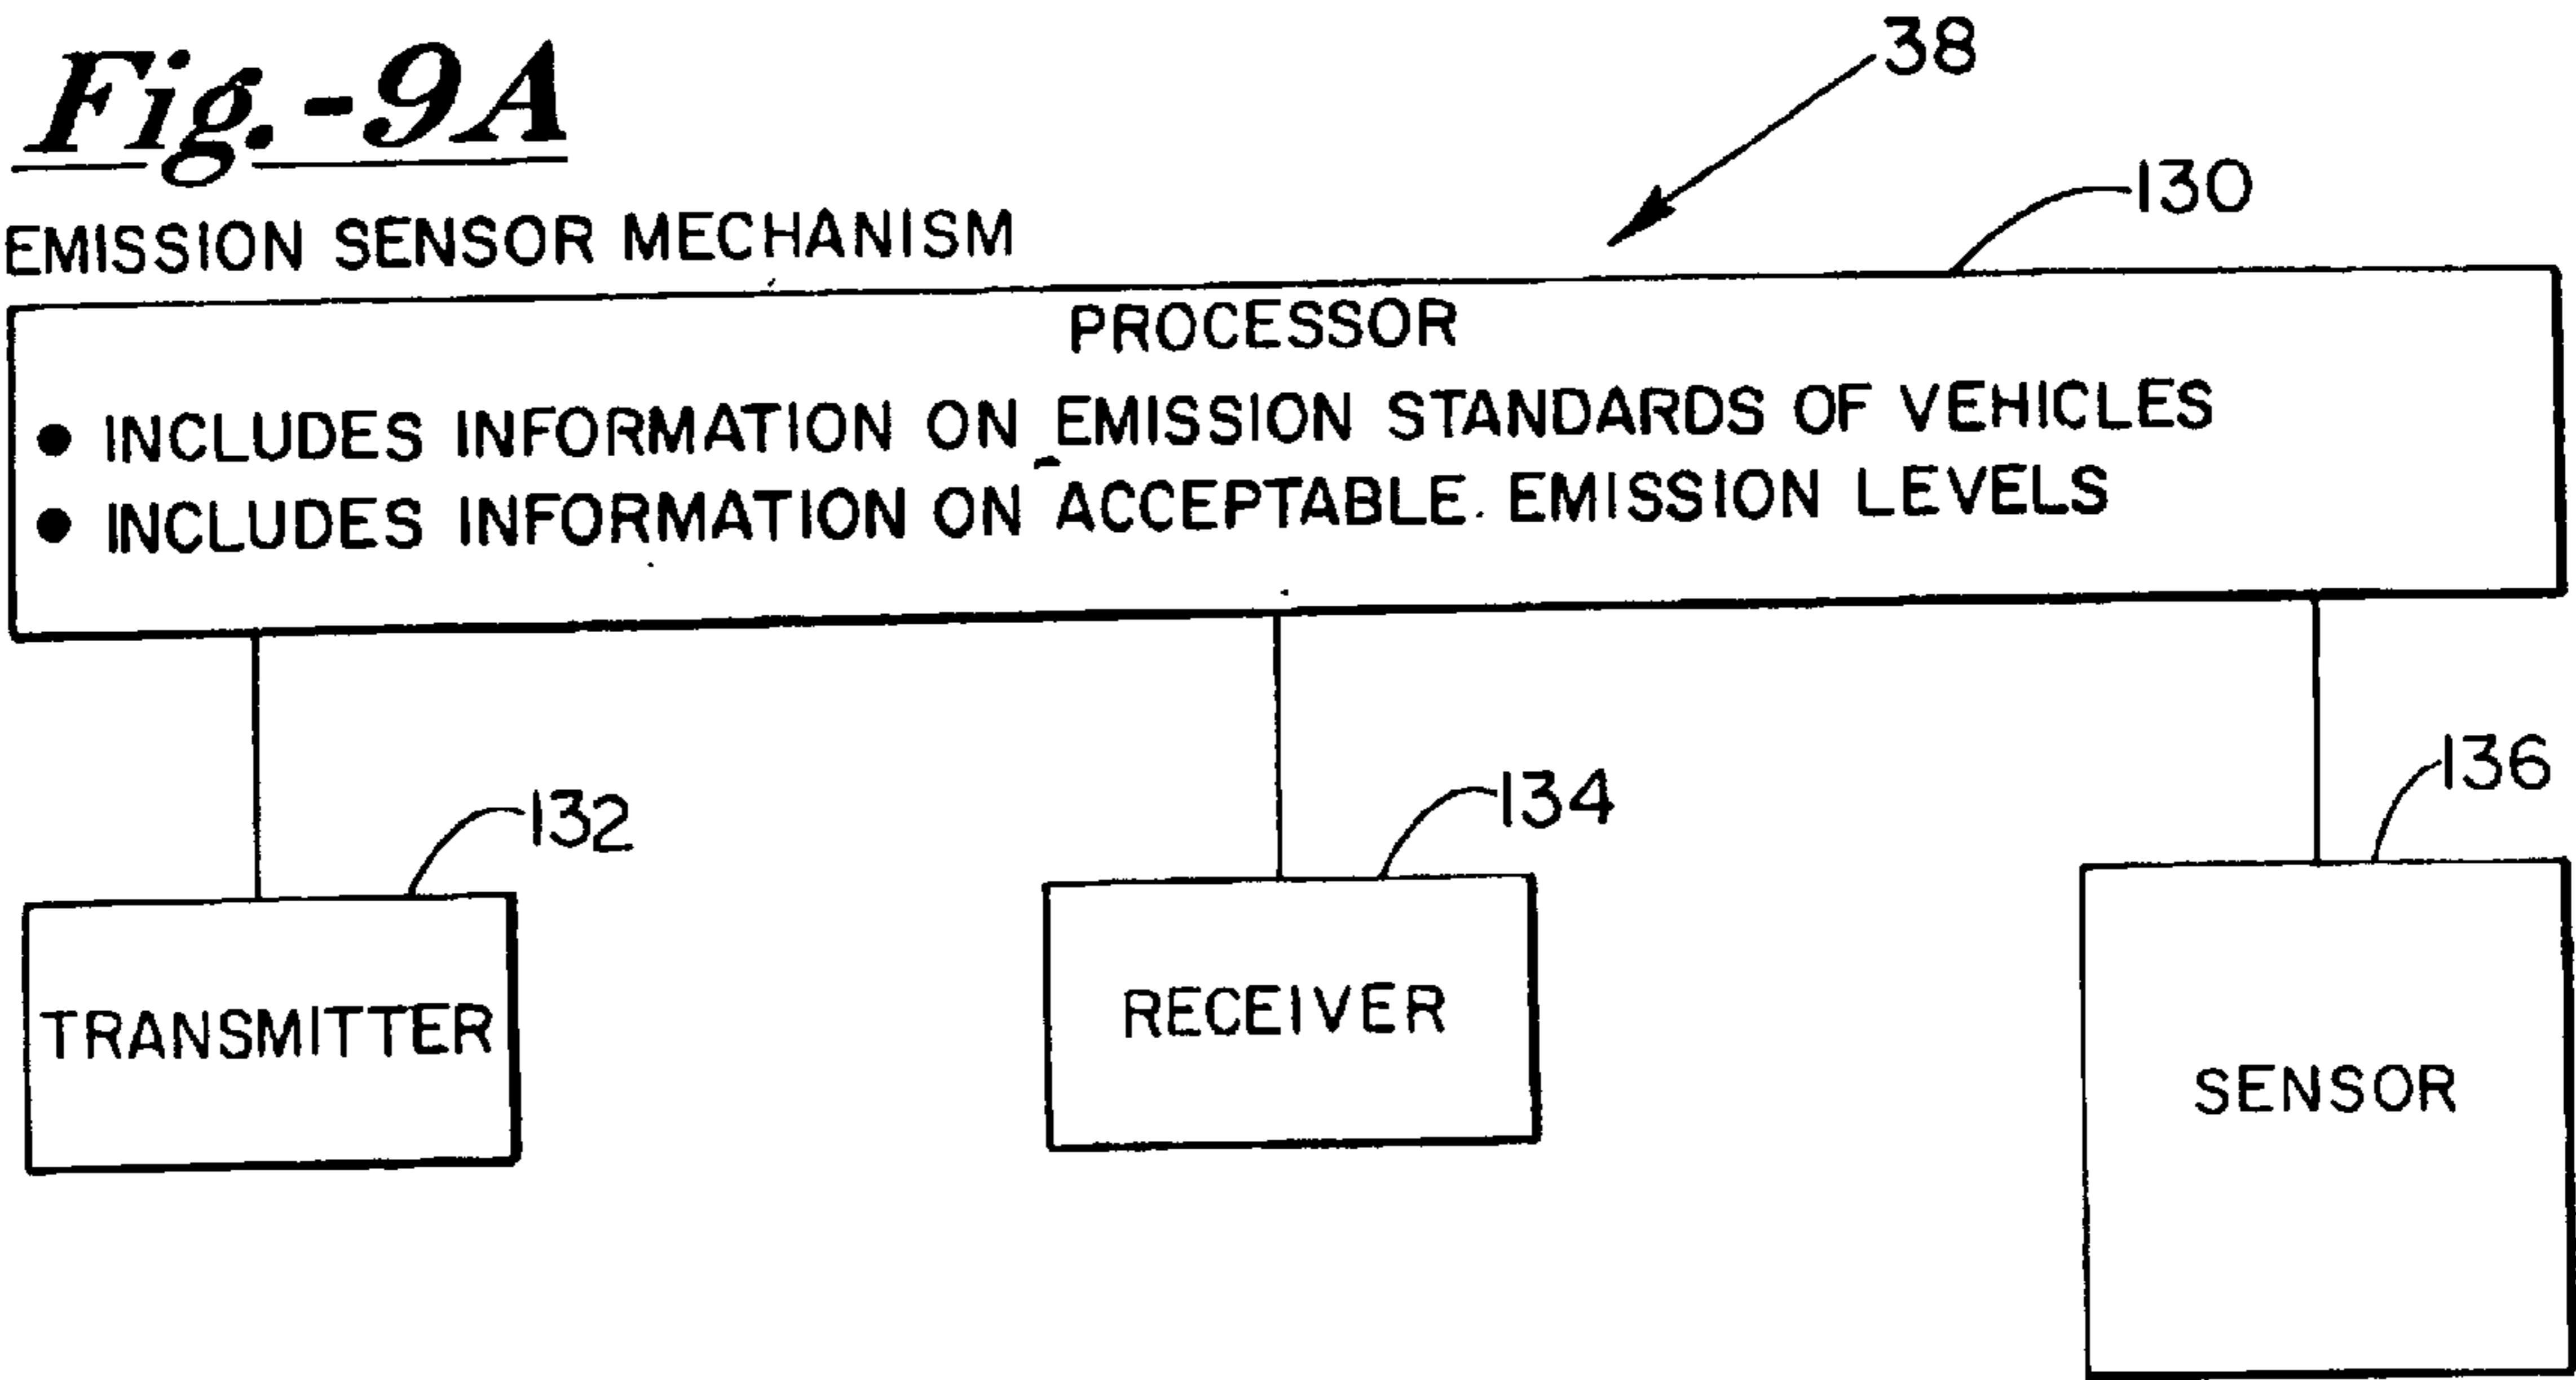 Fig.-9A
38
130
EMISSION SENSOR MECHANISM
PROCESSOR
● INCLUDES INFORMATION ON EMISSION STANDARDS OF VEHICLES
● INCLUDES INFORMATION ON ACCEPTABLE EMISSION LEVELS
132
134
136
TRANSMITTER
RECEIVER
SENSOR